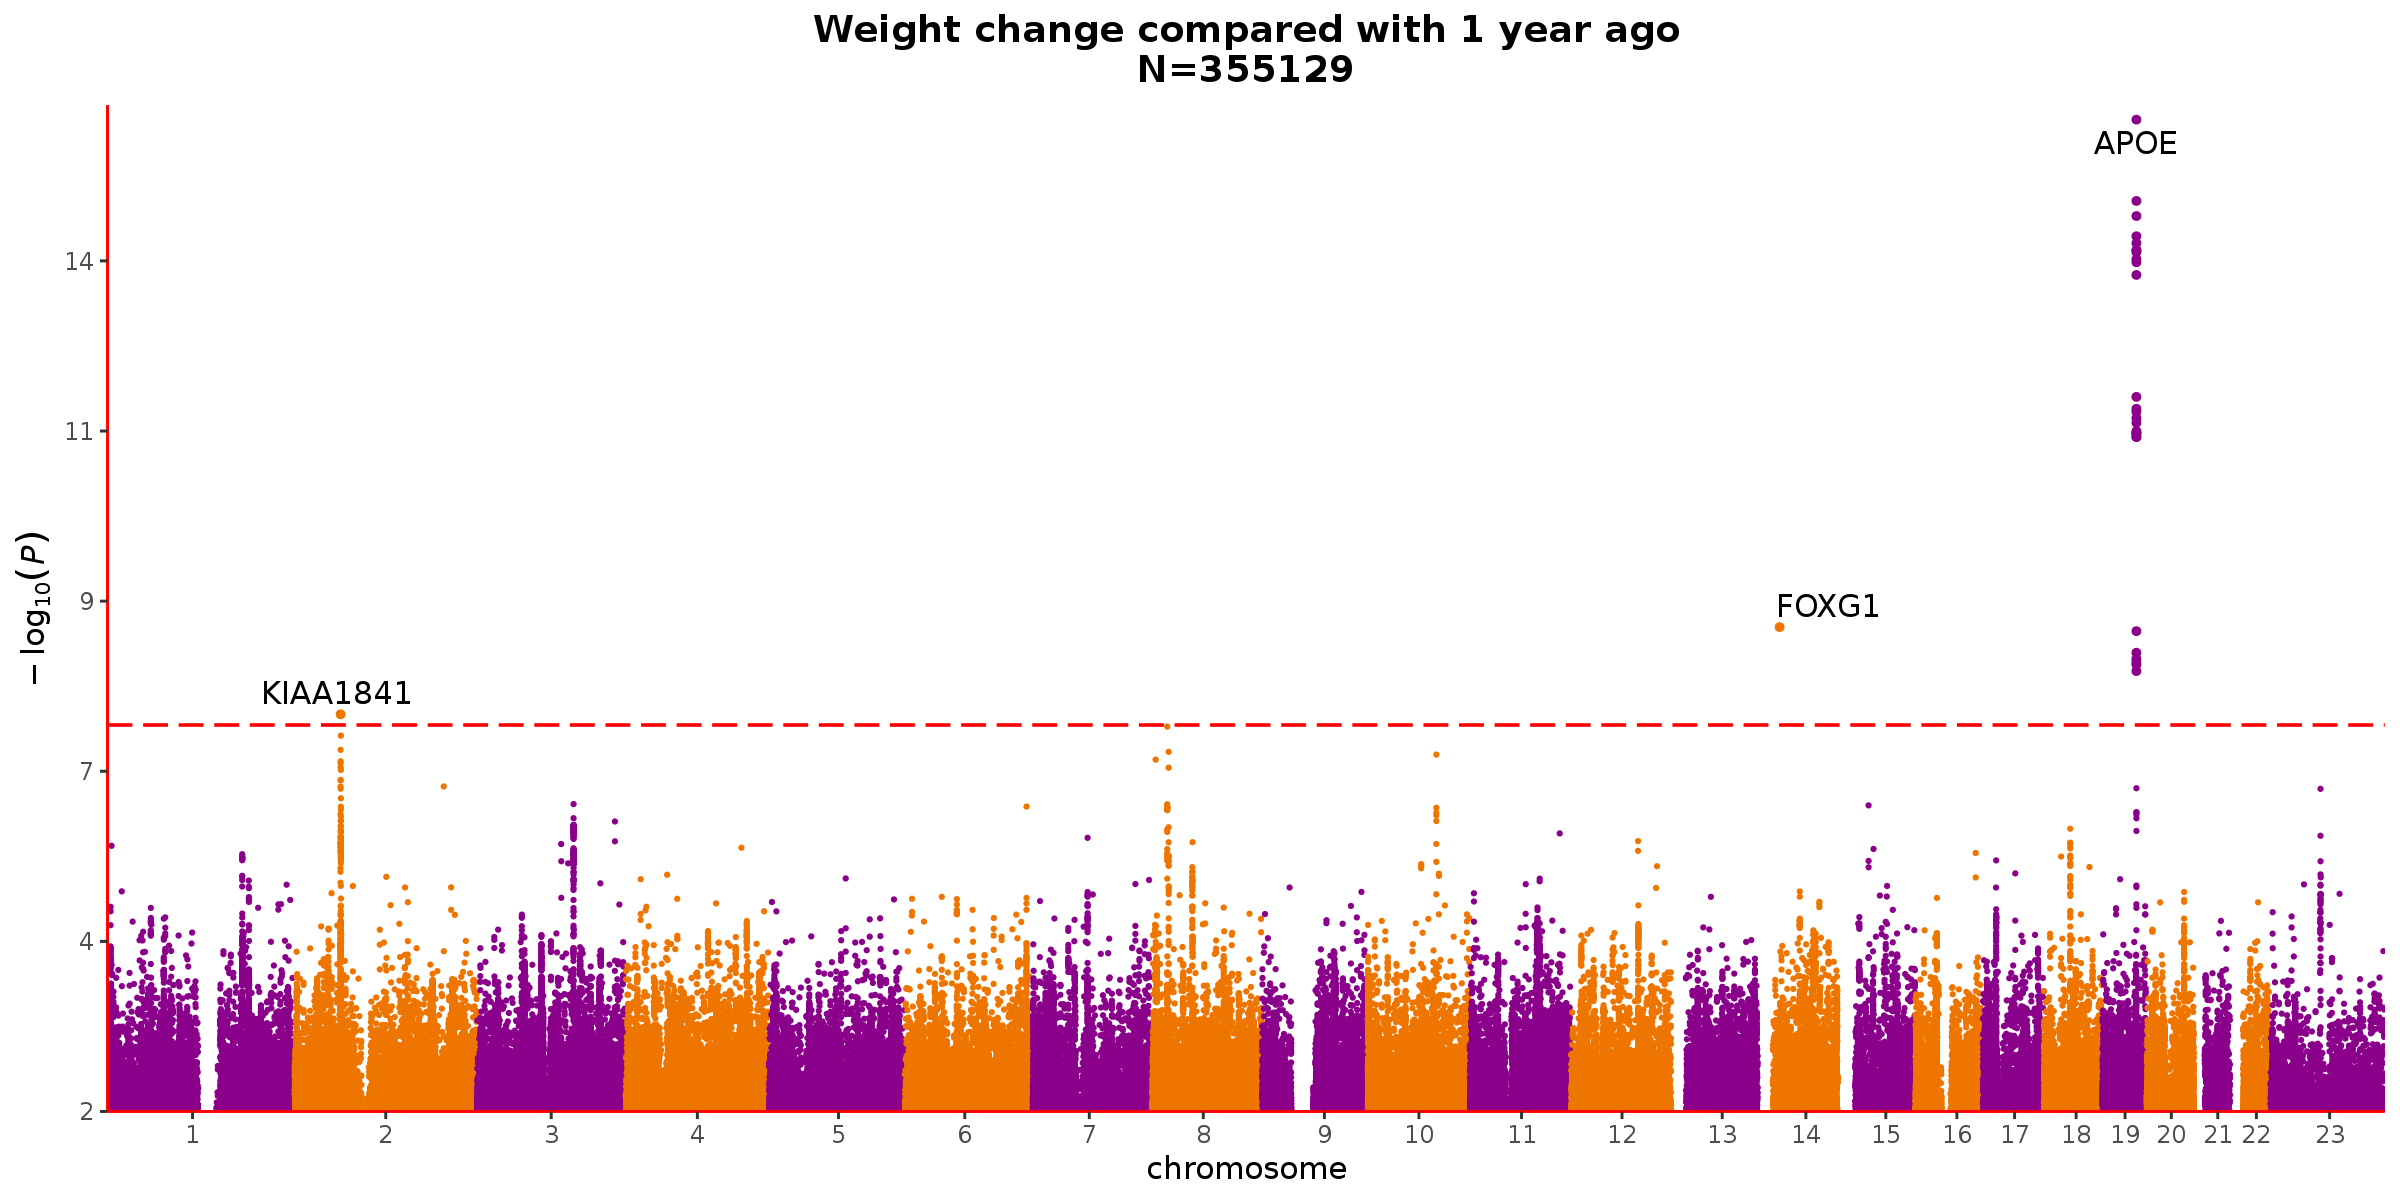 Weight change compared with 1 year ago
N=355129
APOE
14
11
− log₁₀(P)
9
FOXG1
KIAA1841
7
4
2
1 2 3 4 5 6 7 8 9 10 11 12 13 14 15 16 17 18 19 20 21 22 23
chromosome